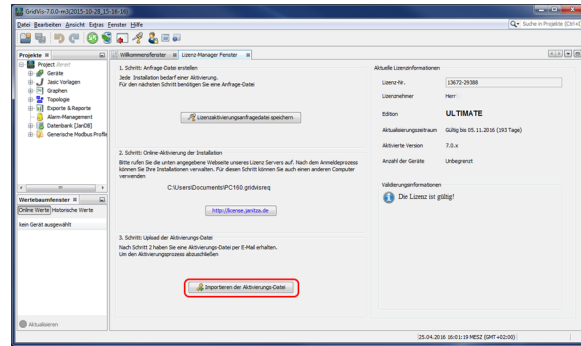 GridVis-7.0.0-m3(2015-10-28_15-16-16)
Datei Bearbeiten Ansicht Extras Fenster Hilfe
Suche in Projekte (Ctrl+I)
Projekte
Willkommensfenster
Lizenz-Manager Fenster
Project
Geräte
Jasic Vorlagen
Graphen
Topologie
Exporte & Reporte
Alarm-Management
Datenbank [JanDB]
Generische Modbus Profile
Wertebaumfenster
Online Werte Historische Werte
kein Gerät ausgewählt
Aktualisieren
1. Schritt: Anfrage-Datei erstellen
Jede Installation bedarf einer Aktivierung.
Für den nächsten Schritt benötigen Sie eine Anfrage-Datei
Lizenzaktivierungsanfragedatei speichern
2. Schritt: Online-Aktivierung der Installation
Bitte rufen Sie die unten angegebene Webseite unseres Lizenz Servers auf. Nach dem Anmeldeprozess
können Sie Ihre Installationen verwalten. Für diesen Schritt können Sie auch einen anderen Computer
verwenden
C:\Users\Documents\PC160.gridvisreq
http://license.janitza.de
3. Schritt: Upload der Aktivierungs-Datei
Nach Schritt 2 haben Sie eine Aktivierungs-Datei per E-Mail erhalten.
Um den Aktivierungsprozess abzuschließen
Importieren der Aktivierungs-Datei
Aktuelle Lizenzinformationen
Lizenz-Nr. 13672-29388
Lizenznehmer Herr
Edition ULTIMATE
Aktualisierungszeitraum Gültig bis 05.11.2016 (193 Tage)
Aktivierte Version 7.0.x
Anzahl der Geräte Unbegrenzt
Validierungsinformationen
Die Lizenz ist gültig!
25.04.2016 16:01:19 MESZ (GMT+02:00)